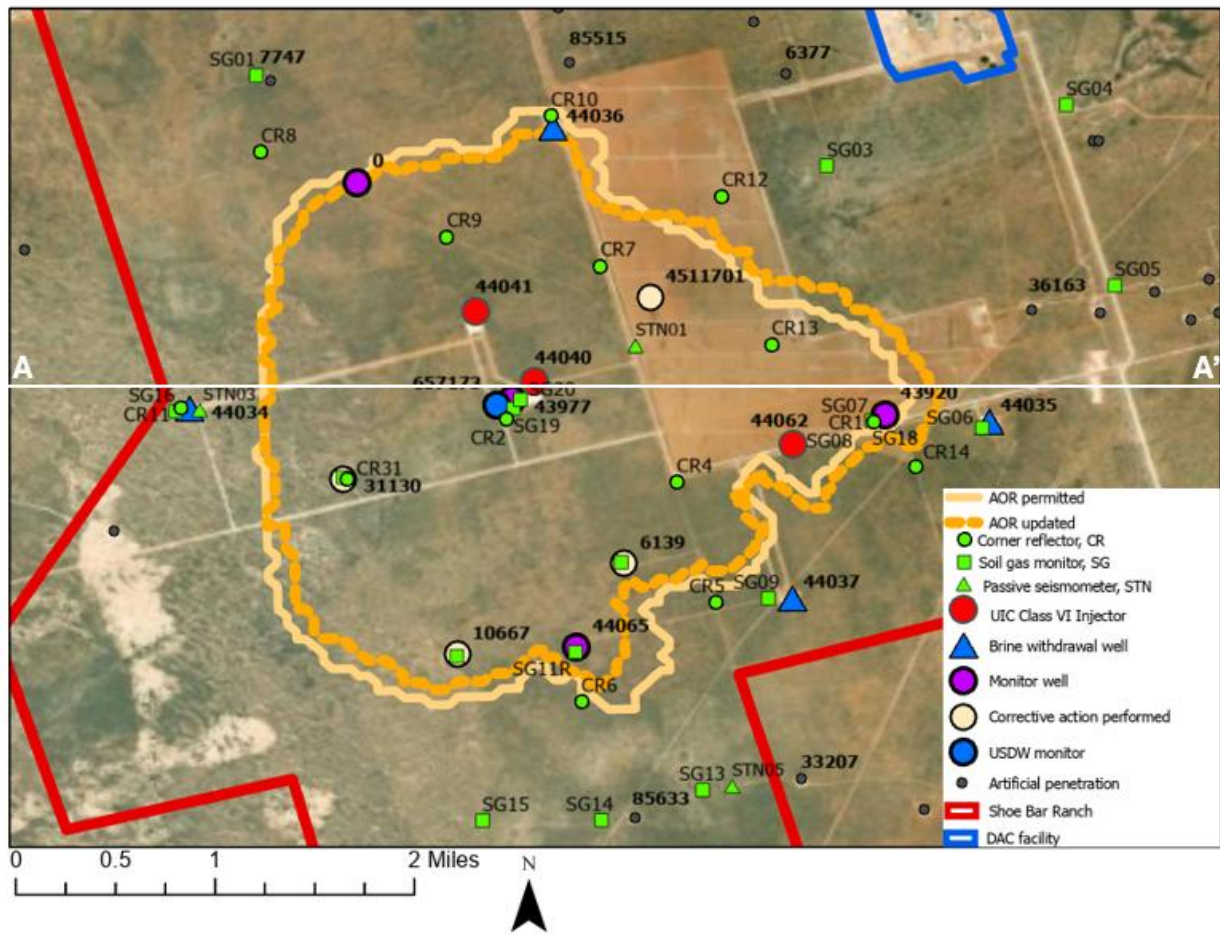 85515
6377
SG01 7747
SG04
CR10
44036
CR8
0
SG03
CR12
CR9
CR7
4511701
36163
SG05
44041
STN01
CR13
A
A'
44040
657173
SG20
43977
SG19
CR2
SG16
STN03
CR11
44034
43920
SG07
CR1
SG18
44062
SG08
SG06
44035
CR14
CR31
31130
CR4
6139
CR5
SG09
44037
10667
44065
SG11R
CR6
SG13
STN05
33207
SG15
SG14
85633
AOR permitted
AOR updated
Corner reflector, CR
Soil gas monitor, SG
Passive seismometer, STN
UIC Class VI Injector
Brine withdrawal well
Monitor well
Corrective action performed
USDW monitor
Artificial penetration
Shoe Bar Ranch
DAC facility
0 0.5 1 2 Miles
N